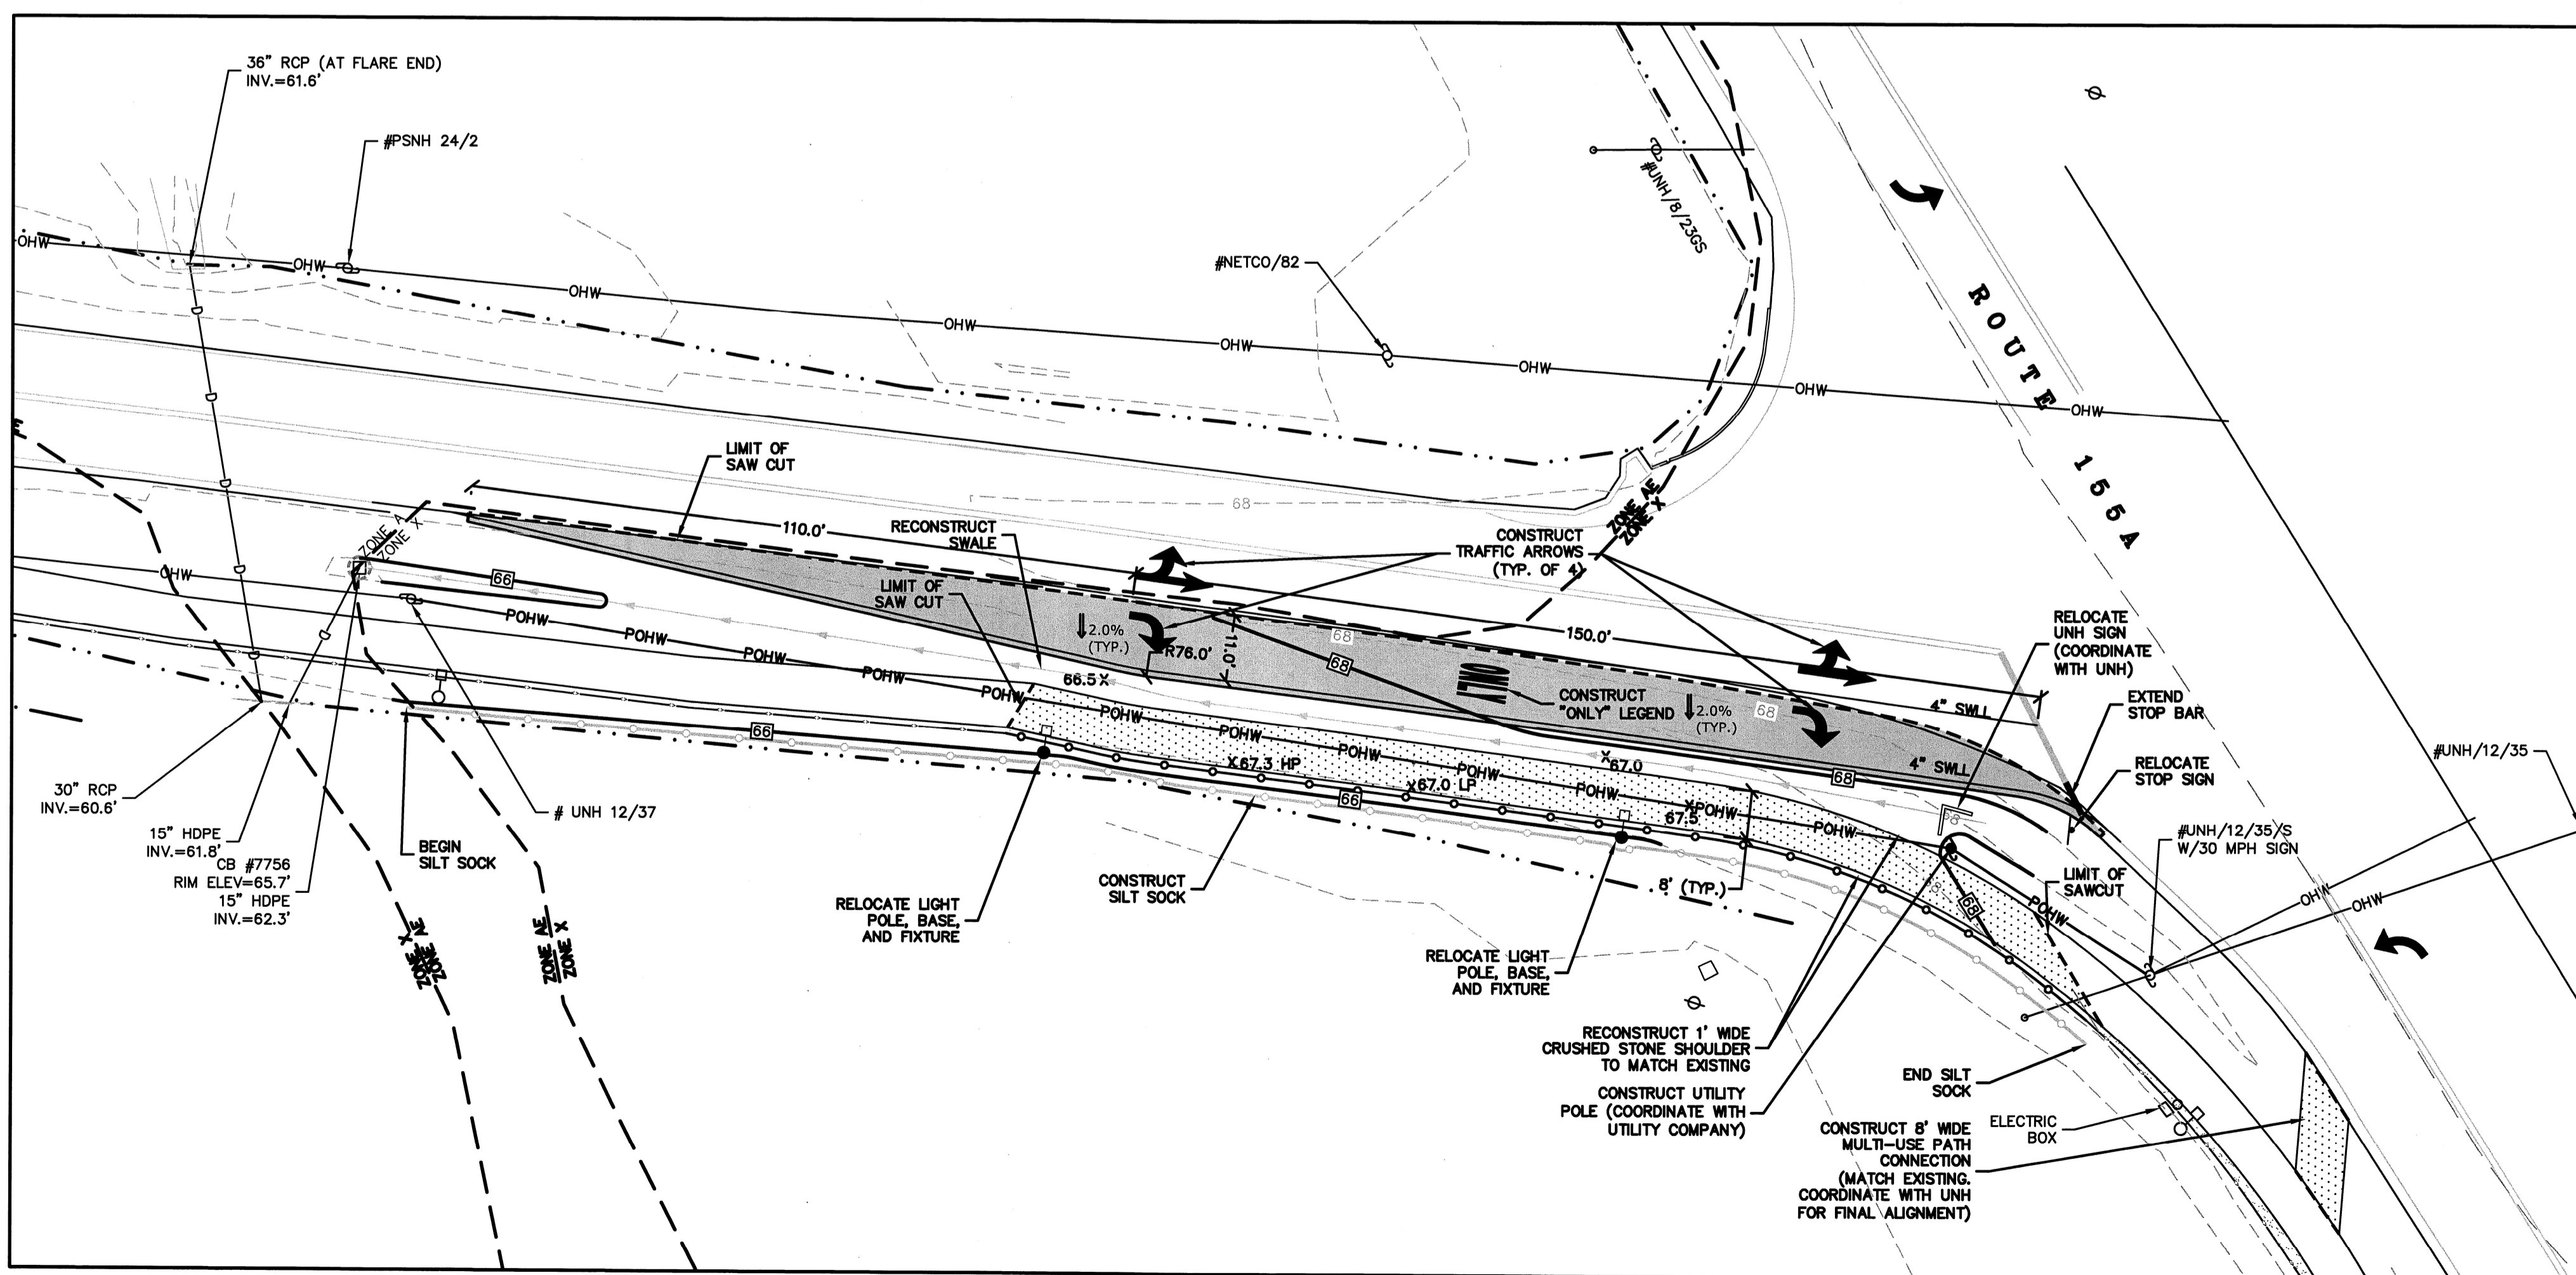 36" RCP (AT FLARE END)
INV.=61.6'
#PSNH 24/2
OHW
OHW
OHW
OHW
OHW
OHW
OHW
OHW
#NETCO/82
#UNH/8/23GS
ROUTE 155A
LIMIT OF
SAW CUT
110.0'
RECONSTRUCT
SWALE
68
ZONE AE
ZONE X
CONSTRUCT
TRAFFIC ARROWS
(TYP. OF 4)
ZONE A
ZONE X
OHW
66
LIMIT OF
SAW CUT
POHW
POHW
POHW
POHW
POHW
POHW
POHW
POHW
POHW
POHW
POHW
POHW
POHW
2.0%
(TYP.)
R76.0'
11.0'
68
68
150.0'
ONLY
CONSTRUCT
"ONLY" LEGEND
2.0%
(TYP.)
68
4" SWLL
4" SWLL
RELOCATE
UNH SIGN
(COORDINATE
WITH UNH)
EXTEND
STOP BAR
RELOCATE
STOP SIGN
#UNH/12/35
#UNH/12/35/S
W/30 MPH SIGN
OHW
OHW
66.5
66
67.3 HP
67.0 LP
67.0
67.5
66
68
68
68
68
8' (TYP.)
LIMIT OF
SAWCUT
30" RCP
INV.=60.6'
15" HDPE
INV.=61.8'
CB #7756
RIM ELEV=65.7'
15" HDPE
INV.=62.3'
BEGIN
SILT SOCK
# UNH 12/37
ZONE X
ZONE AE
ZONE AE
ZONE X
RELOCATE LIGHT
POLE, BASE,
AND FIXTURE
CONSTRUCT
SILT SOCK
RELOCATE LIGHT
POLE, BASE,
AND FIXTURE
RECONSTRUCT 1' WIDE
CRUSHED STONE SHOULDER
TO MATCH EXISTING
CONSTRUCT UTILITY
POLE (COORDINATE WITH
UTILITY COMPANY)
END SILT
SOCK
ELECTRIC
BOX
CONSTRUCT 8' WIDE
MULTI-USE PATH
CONNECTION
(MATCH EXISTING.
COORDINATE WITH UNH
FOR FINAL ALIGNMENT)